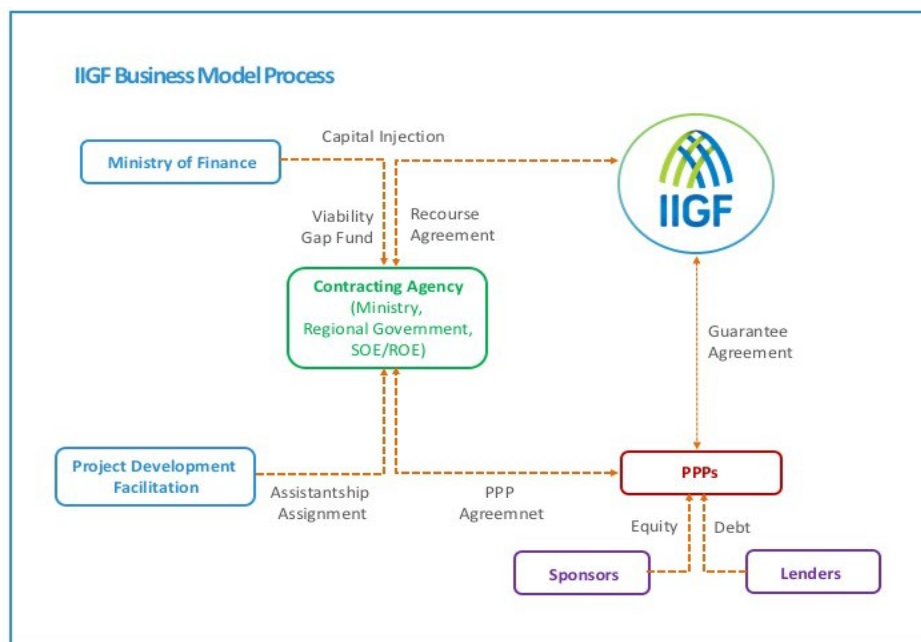 IIGF Business Model Process
Capital Injection
Ministry of Finance
IIGF
Viability
Gap Fund
Recourse
Agreement
Contracting Agency
(Ministry,
Regional Government,
SOE/ROE)
Guarantee
Agreement
Project Development
Facilitation
PPPs
Assistantship
Assignment
PPP
Agreemnet
Equity
Debt
Sponsors
Lenders